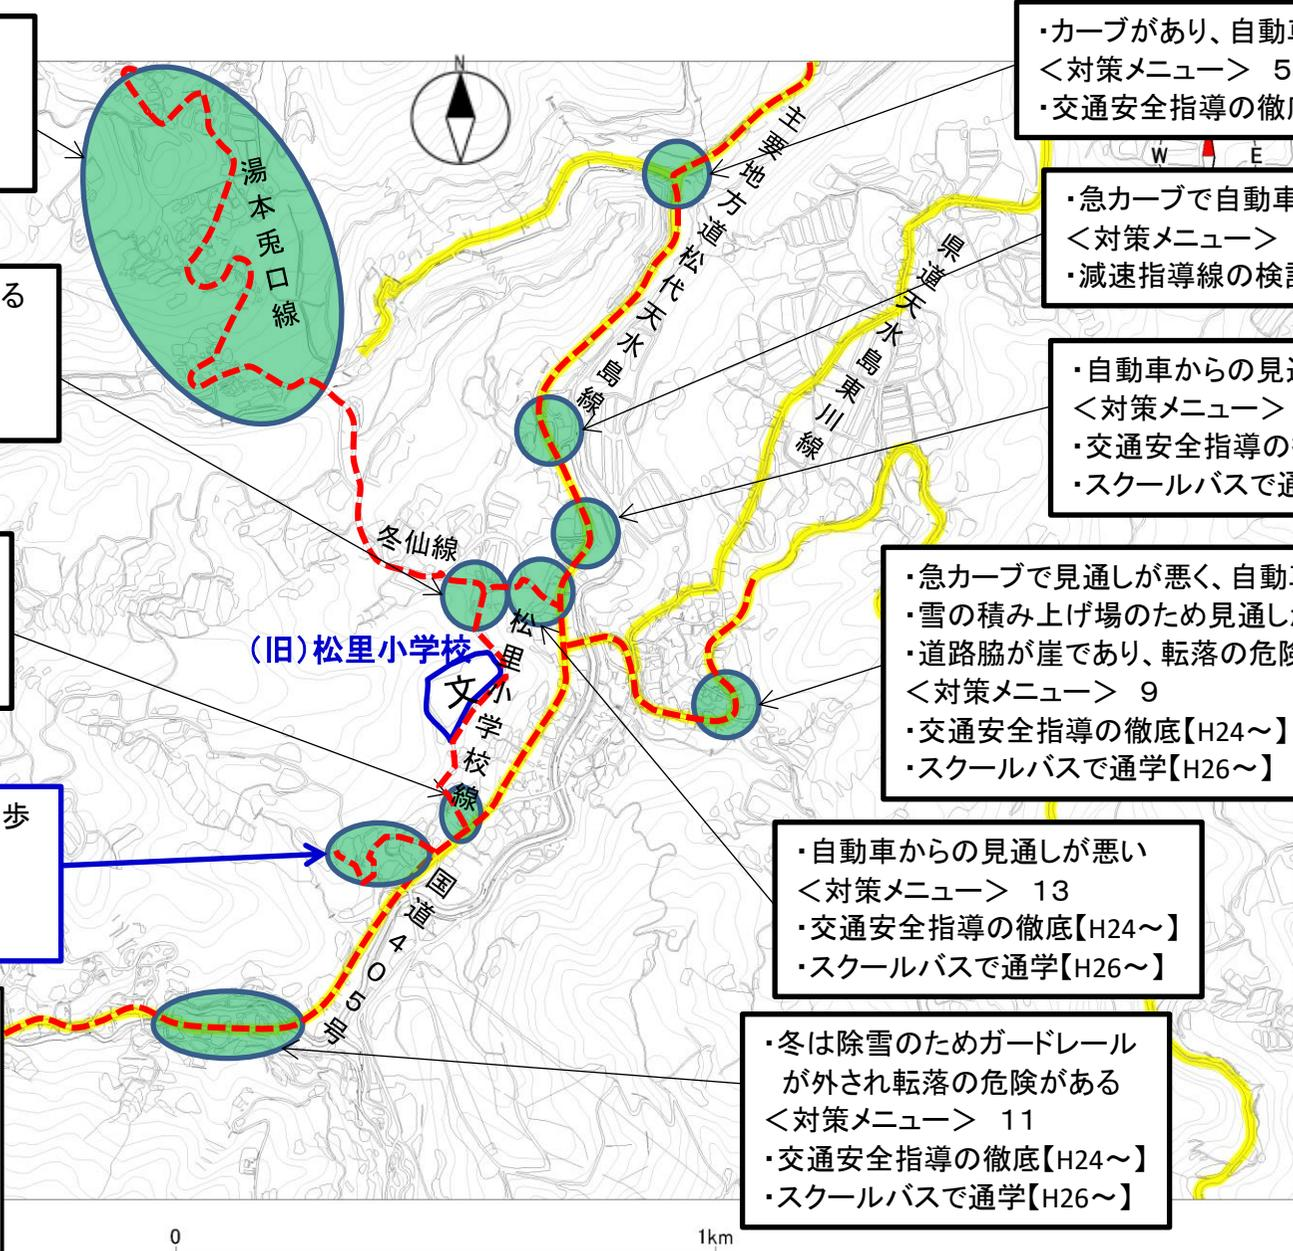 ・カーブがあり、自動
＜対策メニュー＞　５
・交通安全指導の徹
N
W
E
・急カーブで自動車
＜対策メニュー＞
・減速指導線の検
・自動車からの見
＜対策メニュー＞
・交通安全指導の
・スクールバスで
る
主要地方道松代天水島線
県道天水島東川線
湯本兎口線
冬仙線
松里小学校線
（旧）松里小学校
文
・急カーブで見通しが悪く、自動
・雪の積み上げ場のため見通し
・道路脇が崖であり、転落の危険
＜対策メニュー＞　９
・交通安全指導の徹底【H24～】
・スクールバスで通学【H26～】
歩
国道４０５号
・自動車からの見通しが悪い
＜対策メニュー＞　１３
・交通安全指導の徹底【H24～】
・スクールバスで通学【H26～】
・冬は除雪のためガードレール
が外され転落の危険がある
＜対策メニュー＞　１１
・交通安全指導の徹底【H24～】
・スクールバスで通学【H26～】
0
1km